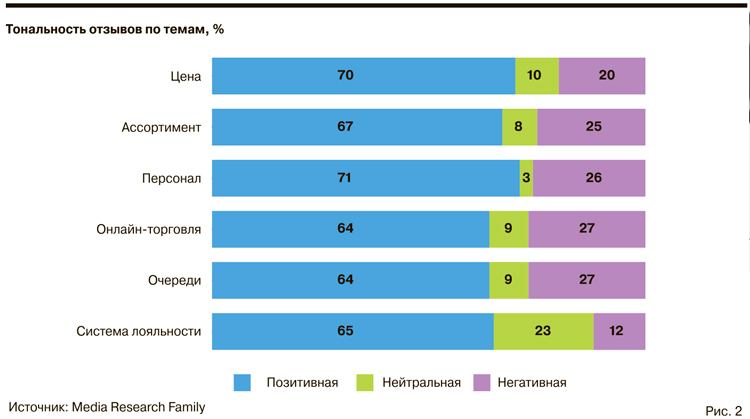 Тональность отзывов по темам, %
Цена 70 10 20
Ассортимент 67 8 25
Персонал 71 3 26
Онлайн-торговля 64 9 27
Очереди 64 9 27
Система лояльности 65 23 12
Позитивная Нейтральная Негативная
Источник: Media Research Family Рис. 2